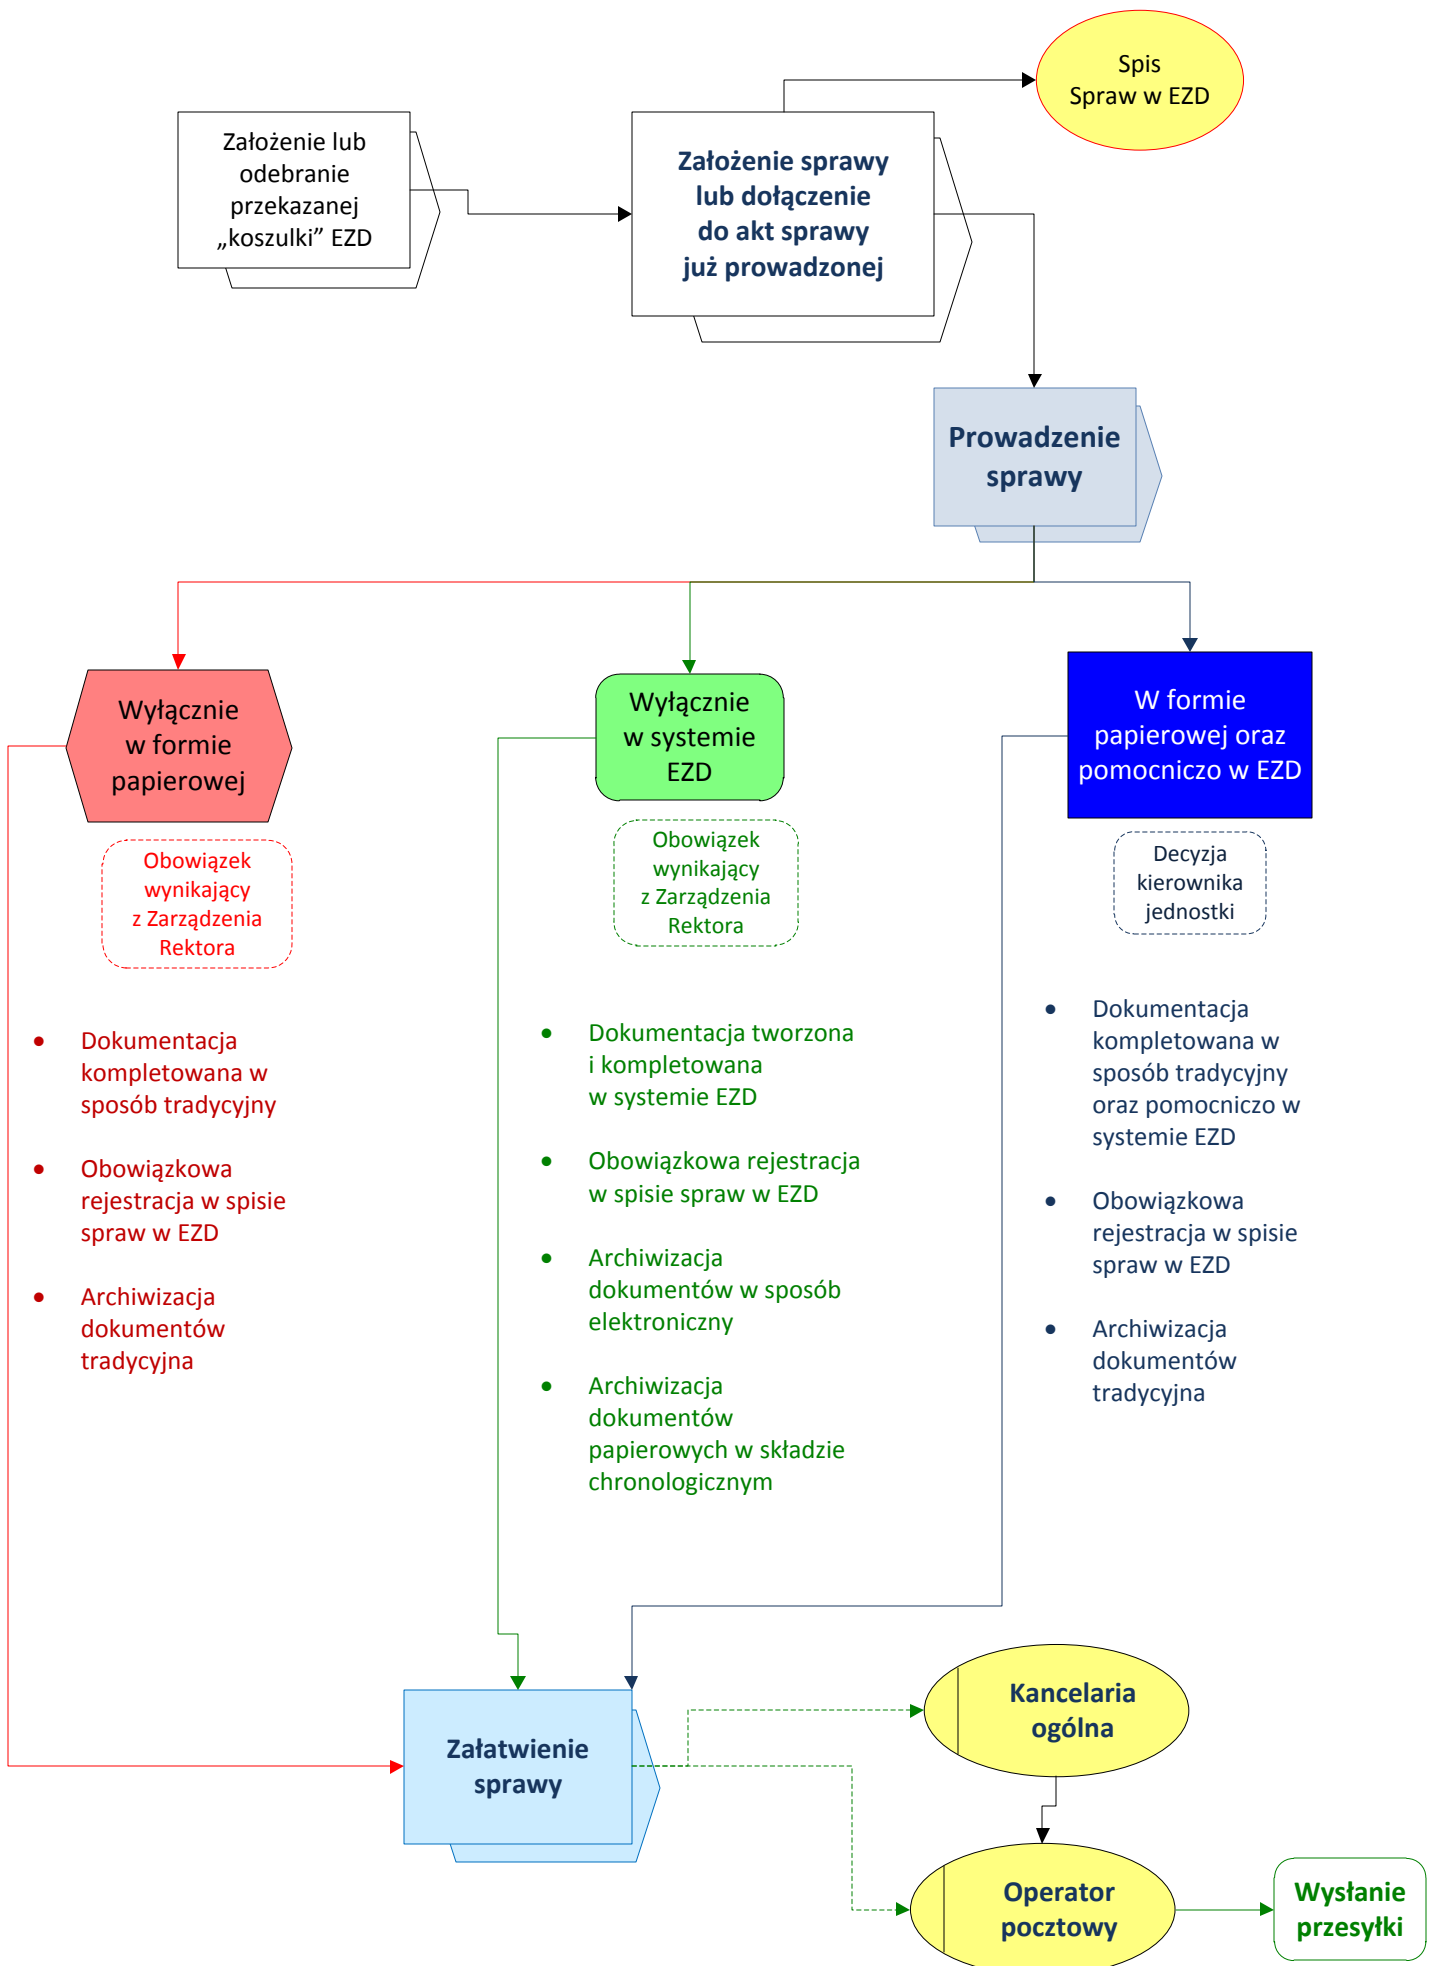 Spis
Spraw w EZD
Założenie lub
odebranie
przekazanej
„koszulki” EZD
Założenie sprawy
lub dołączenie
do akt sprawy
już prowadzonej
Prowadzenie
sprawy
Wyłącznie
w formie
papierowej
Wyłącznie
w systemie
EZD
W formie
papierowej oraz
pomocniczo w EZD
Obowiązek
wynikający
z Zarządzenia
Rektora
Obowiązek
wynikający
z Zarządzenia
Rektora
Decyzja
kierownika
jednostki
• Dokumentacja
kompletowana w
sposób tradycyjny
• Obowiązkowa
rejestracja w spisie
spraw w EZD
• Archiwizacja
dokumentów
tradycyjna
• Dokumentacja tworzona
i kompletowana
w systemie EZD
• Obowiązkowa rejestracja
w spisie spraw w EZD
• Archiwizacja
dokumentów w sposób
elektroniczny
• Archiwizacja
dokumentów
papierowych w składzie
chronologicznym
• Dokumentacja
kompletowana w
sposób tradycyjny
oraz pomocniczo w
systemie EZD
• Obowiązkowa
rejestracja w spisie
spraw w EZD
• Archiwizacja
dokumentów
tradycyjna
Załatwienie
sprawy
Kancelaria
ogólna
Operator
pocztowy
Wysłanie
przesyłki